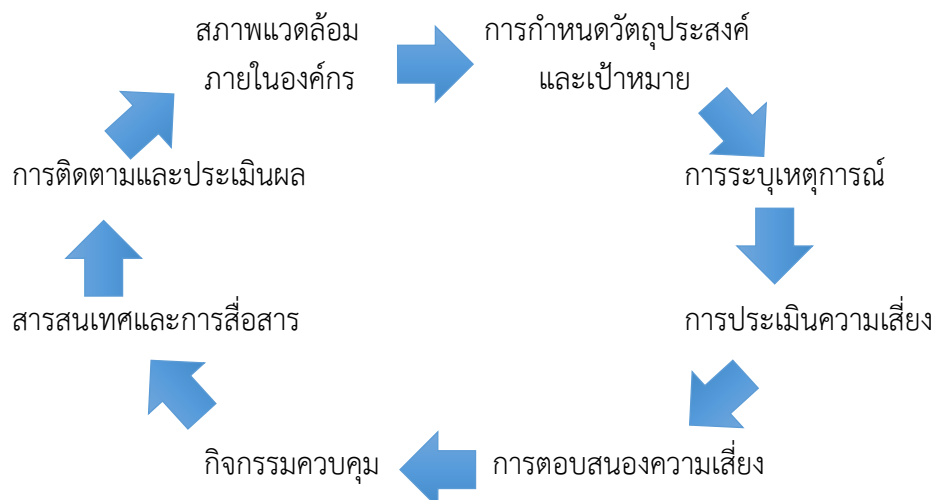 สภาพแวดล้อม
ภายในองค์กร
การกำหนดวัตถุประสงค์
และเป้าหมาย
การระบุเหตุการณ์
การประเมินความเสี่ยง
การตอบสนองความเสี่ยง
กิจกรรมควบคุม
สารสนเทศและการสื่อสาร
การติดตามและประเมินผล